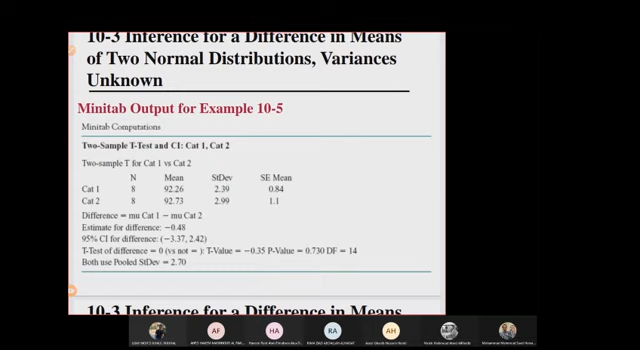 10-3 Inference for a Difference in Means
of Two Normal Distributions, Variances
Unknown
Minitab Output for Example 10-5
Minitab Computations
Two-Sample T-Test and CI: Cat 1, Cat 2
Two-sample T for Cat 1 vs Cat 2
N Mean StDev SE Mean
Cat 1 8 92.26 2.39 0.84
Cat 2 8 92.73 2.99 1.1
Difference = mu Cat 1 − mu Cat 2
Estimate for difference: −0.48
95% CI for difference: (−3.37, 2.42)
T-Test of difference = 0 (vs not = ): T-Value = −0.35 P-Value = 0.730 DF = 14
Both use Pooled StDev = 2.70
10-3 Inference for a Difference in Means
AF HA RA AH